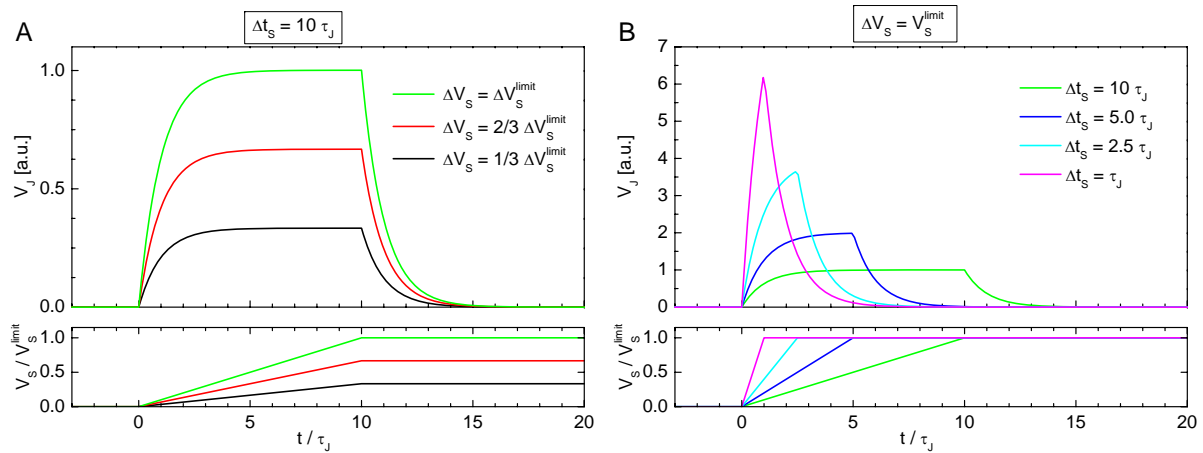 A
Δt_S = 10 τ_J
V_J [a.u.]
1.0
0.5
0.0
ΔV_S = ΔV_S^limit
ΔV_S = 2/3 ΔV_S^limit
ΔV_S = 1/3 ΔV_S^limit
V_S / V_S^limit
1.0
0.5
0.0
0
5
10
15
20
t / τ_J
B
ΔV_S = V_S^limit
V_J [a.u.]
7
6
5
4
3
2
1
0
Δt_S = 10 τ_J
Δt_S = 5.0 τ_J
Δt_S = 2.5 τ_J
Δt_S = τ_J
V_S / V_S^limit
1.0
0.5
0.0
0
5
10
15
20
t / τ_J